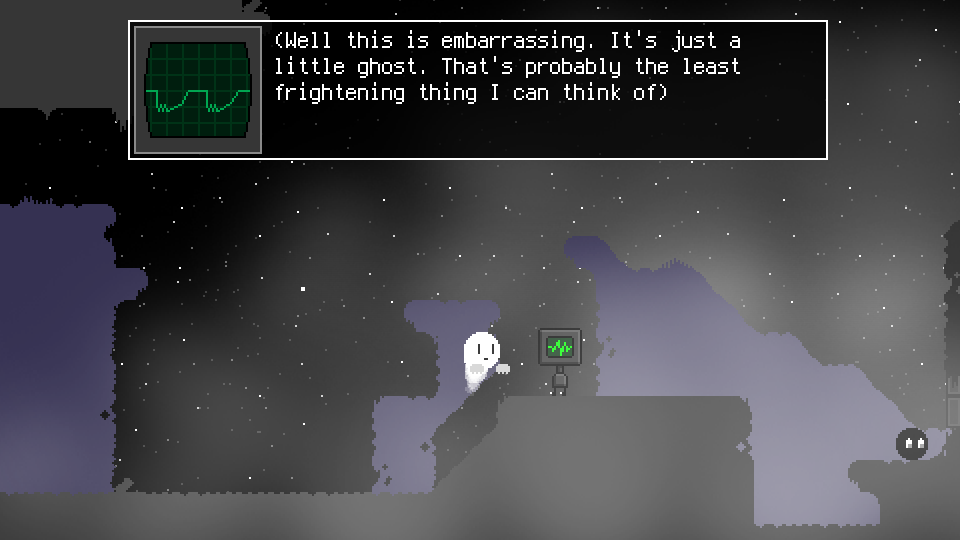 (Well this is embarrassing. It's just a
little ghost. That's probably the least
frightening thing I can think of)